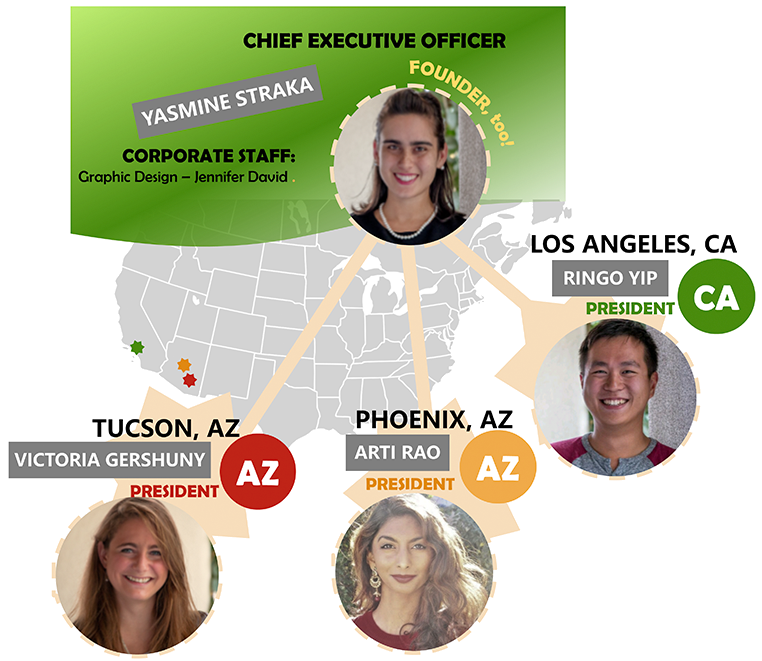 CHIEF EXECUTIVE OFFICER
FOUNDER, too!
YASMINE STRAKA
CORPORATE STAFF:
Graphic Design – Jennifer David .
LOS ANGELES, CA
RINGO YIP
PRESIDENT
CA
TUCSON, AZ
VICTORIA GERSHUNY
PRESIDENT
AZ
PHOENIX, AZ
ARTI RAO
PRESIDENT
AZ